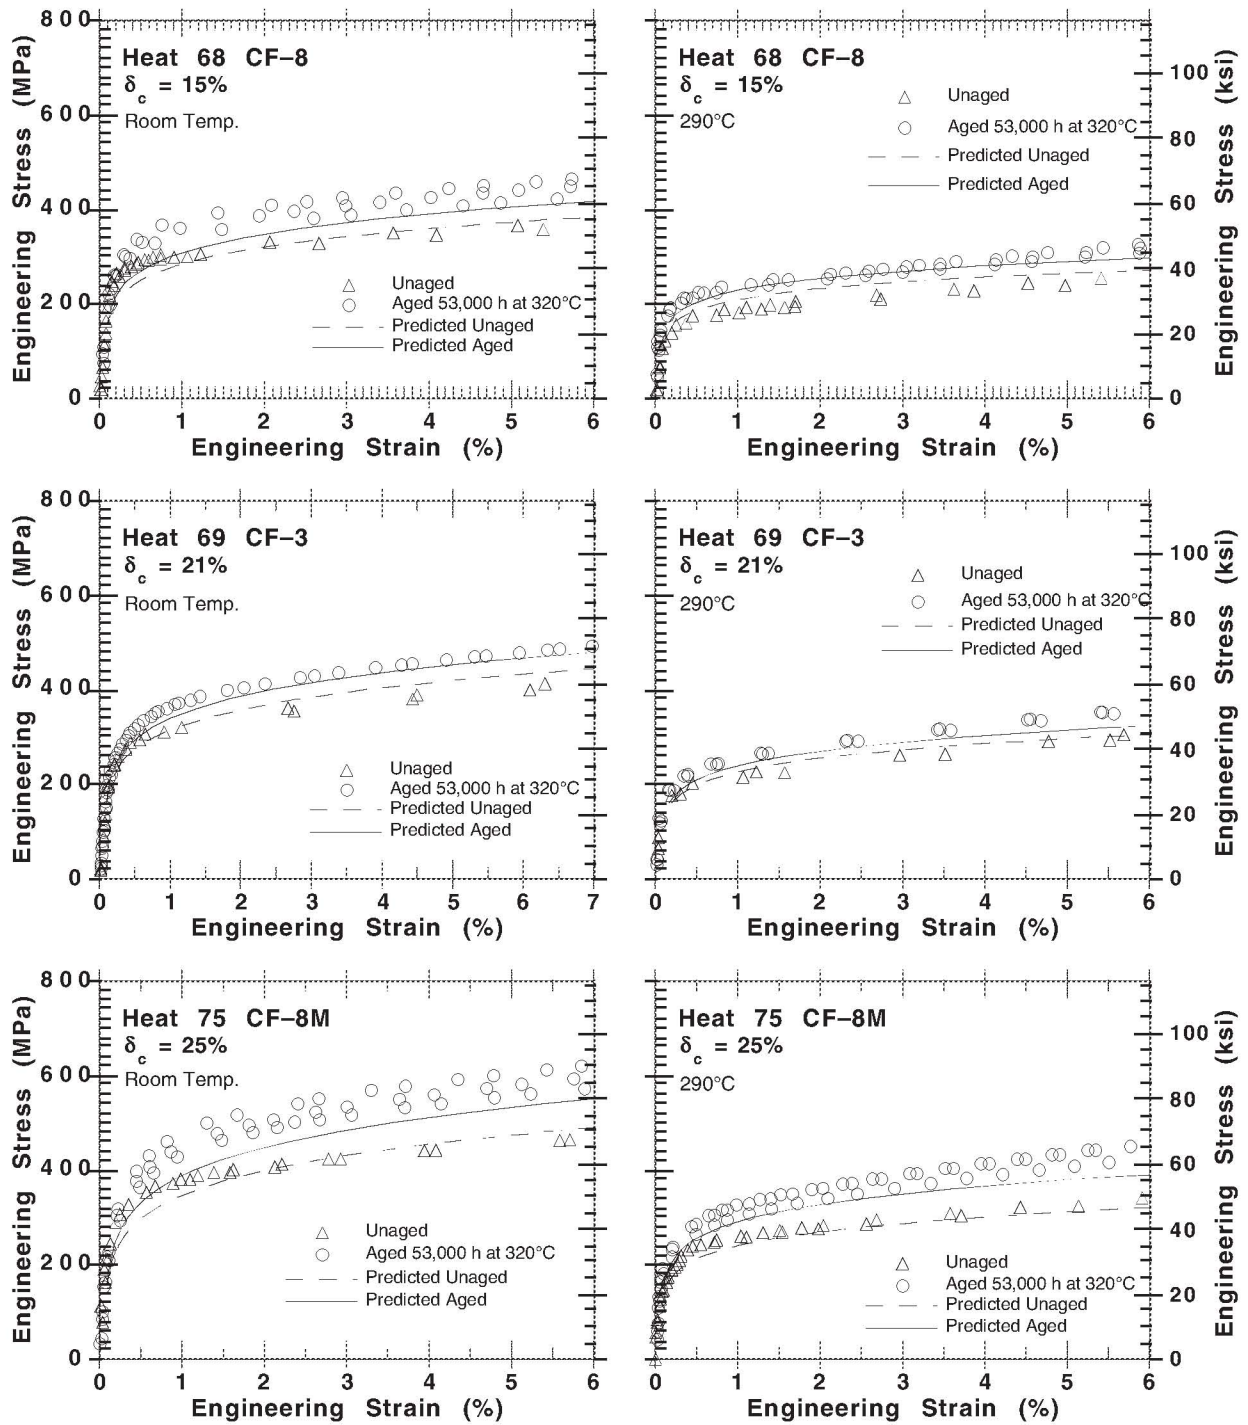 800
600
400
200
0
Engineering Stress (MPa)
Heat 68 CF–8
δc = 15%
Room Temp.
Unaged
Aged 53,000 h at 320°C
Predicted Unaged
Predicted Aged
0 1 2 3 4 5 6
Engineering Strain (%)
Heat 68 CF–8
δc = 15%
290°C
Unaged
Aged 53,000 h at 320°C
Predicted Unaged
Predicted Aged
100
80
60
40
20
0
Engineering Stress (ksi)
0 1 2 3 4 5 6
Engineering Strain (%)
800
600
400
200
0
Engineering Stress (MPa)
Heat 69 CF–3
δc = 21%
Room Temp.
Unaged
Aged 53,000 h at 320°C
Predicted Unaged
Predicted Aged
0 1 2 3 4 5 6 7
Engineering Strain (%)
Heat 69 CF–3
δc = 21%
290°C
Unaged
Aged 53,000 h at 320°C
Predicted Unaged
Predicted Aged
100
80
60
40
20
0
Engineering Stress (ksi)
0 1 2 3 4 5 6
Engineering Strain (%)
800
600
400
200
0
Engineering Stress (MPa)
Heat 75 CF–8M
δc = 25%
Room Temp.
Unaged
Aged 53,000 h at 320°C
Predicted Unaged
Predicted Aged
0 1 2 3 4 5 6
Engineering Strain (%)
Heat 75 CF–8M
δc = 25%
290°C
Unaged
Aged 53,000 h at 320°C
Predicted Unaged
Predicted Aged
100
80
60
40
20
0
Engineering Stress (ksi)
0 1 2 3 4 5 6
Engineering Strain (%)